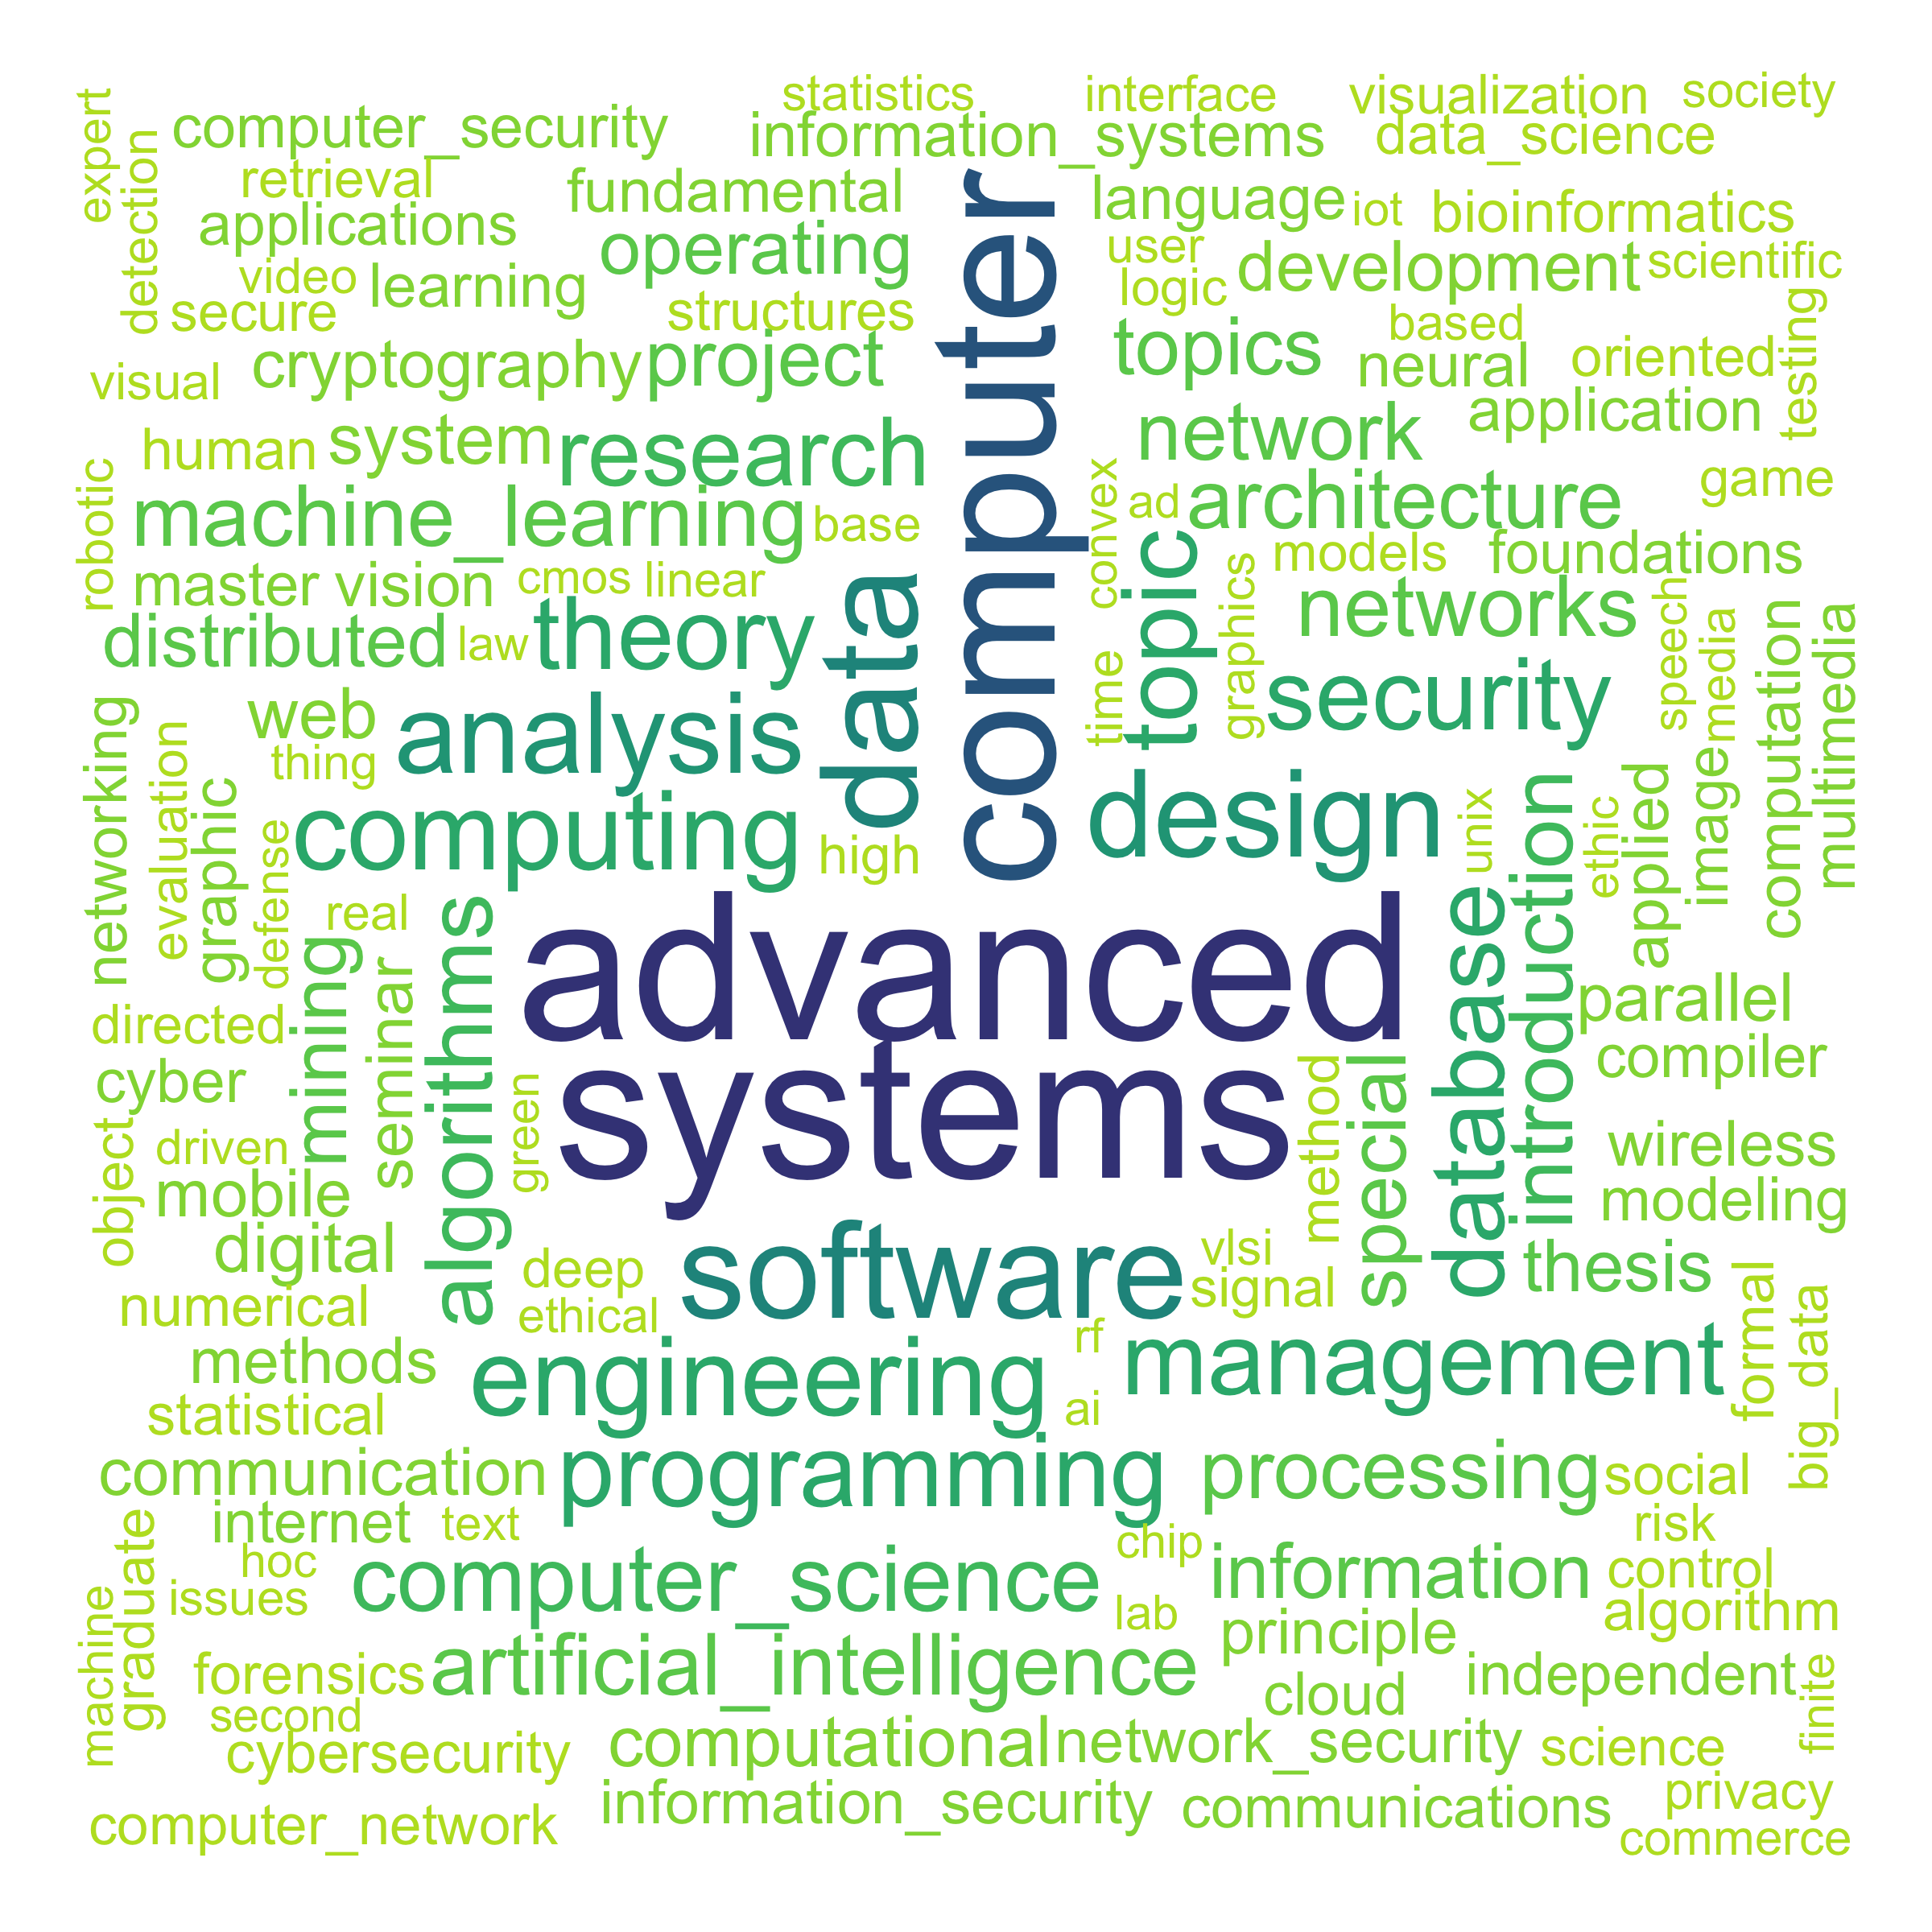 statistics
interface
visualization
society
expert
computer_security
information_systems
data_science
detection
retrieval
fundamental
computer
language
iot
bioinformatics
applications
operating
user
development
scientific
video
learning
logic
secure
structures
based
testing
cryptography
project
topics
neural
oriented
visual
application
human
system
research
network
robotic
machine_learning
base
convex
ad
architecture
game
master
vision
cmos
linear
data
topic
models
foundations
distributed
law
theory
time
graphics
networks
speech
media
computation
multimedia
networking
web
analysis
security
evaluation
thing
graphic
computing
high
design
unix
introduction
ethic
applied
image
defense
real
algorithms
advanced
database
mining
seminar
parallel
directed
systems
compiler
cyber
green
method
special
object
driven
wireless
mobile
modeling
digital
deep
software
vlsi
thesis
numerical
ethical
signal
formal
big_data
methods
engineering
rf
management
statistical
ai
communication
programming
processing
social
internet
text
risk
graduate
hoc
computer_science
chip
information
control
machine
issues
lab
algorithm
principle
forensics
artificial_intelligence
independent
finite
second
cloud
cybersecurity
computational
network_security
science
information_security
communications
privacy
computer_network
commerce